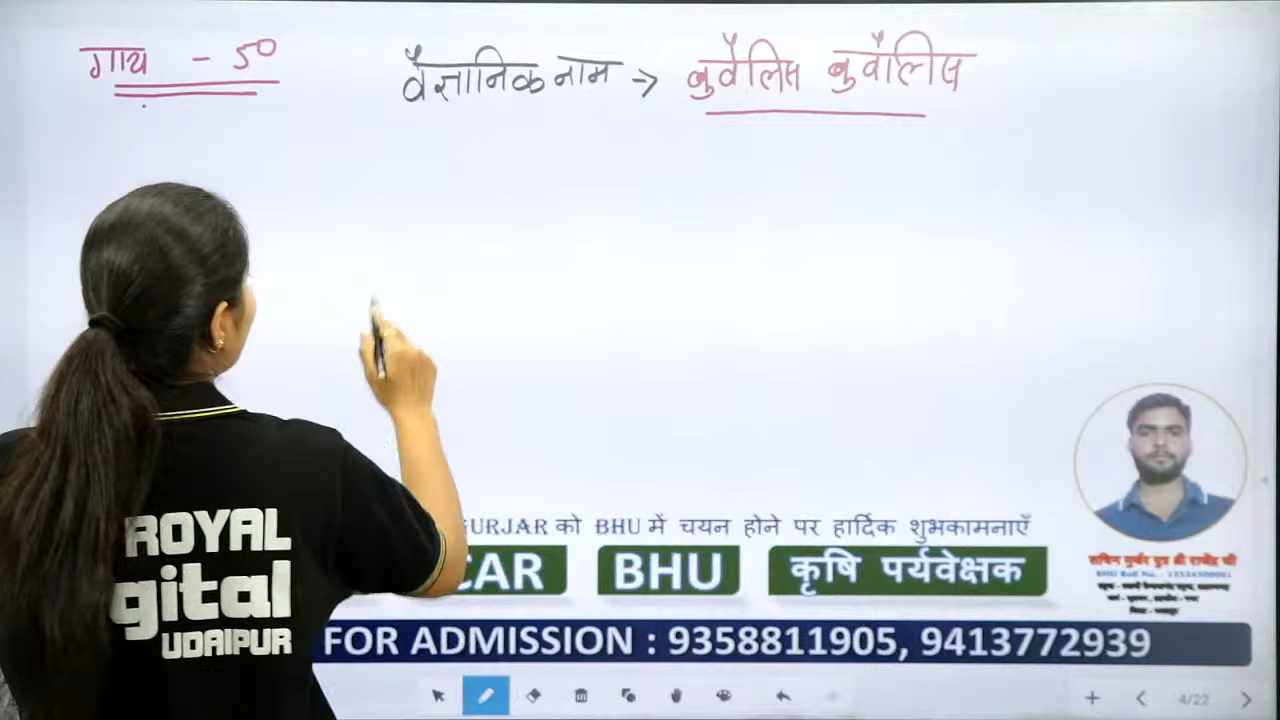 गाय - 50
वैज्ञानिक नाम → बुर्वैलिस बुर्वौलिस
GURJAR को BHU में चयन होने पर हार्दिक शुभकामनाएँ
CAR BHU कृषि पर्यवेक्षक
FOR ADMISSION : 9358811905, 9413772939
ROYAL
gital
UDAIPUR
4/22